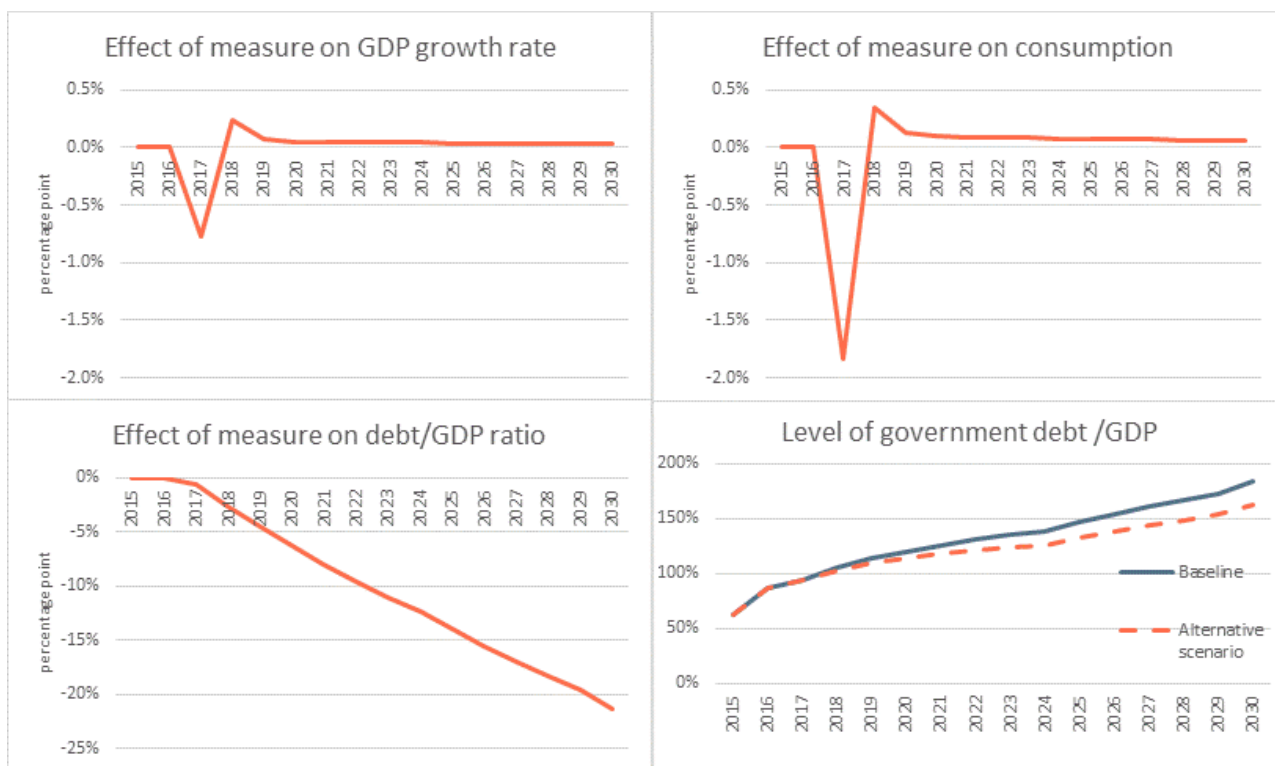 Effect of measure on GDP growth rate
0.5%
0.0%
-0.5%
-1.0%
-1.5%
-2.0%
percentage point
2015 2016 2017 2018 2019 2020 2021 2022 2023 2024 2025 2026 2027 2028 2029 2030
Effect of measure on consumption
0.5%
0.0%
-0.5%
-1.0%
-1.5%
-2.0%
percentage point
2015 2016 2017 2018 2019 2020 2021 2022 2023 2024 2025 2026 2027 2028 2029 2030
Effect of measure on debt/GDP ratio
0%
-5%
-10%
-15%
-20%
-25%
percentage point
2015 2016 2017 2018 2019 2020 2021 2022 2023 2024 2025 2026 2027 2028 2029 2030
Level of government debt /GDP
200%
150%
100%
50%
0%
Baseline
Alternative
scenario
2015 2016 2017 2018 2019 2020 2021 2022 2023 2024 2025 2026 2027 2028 2029 2030